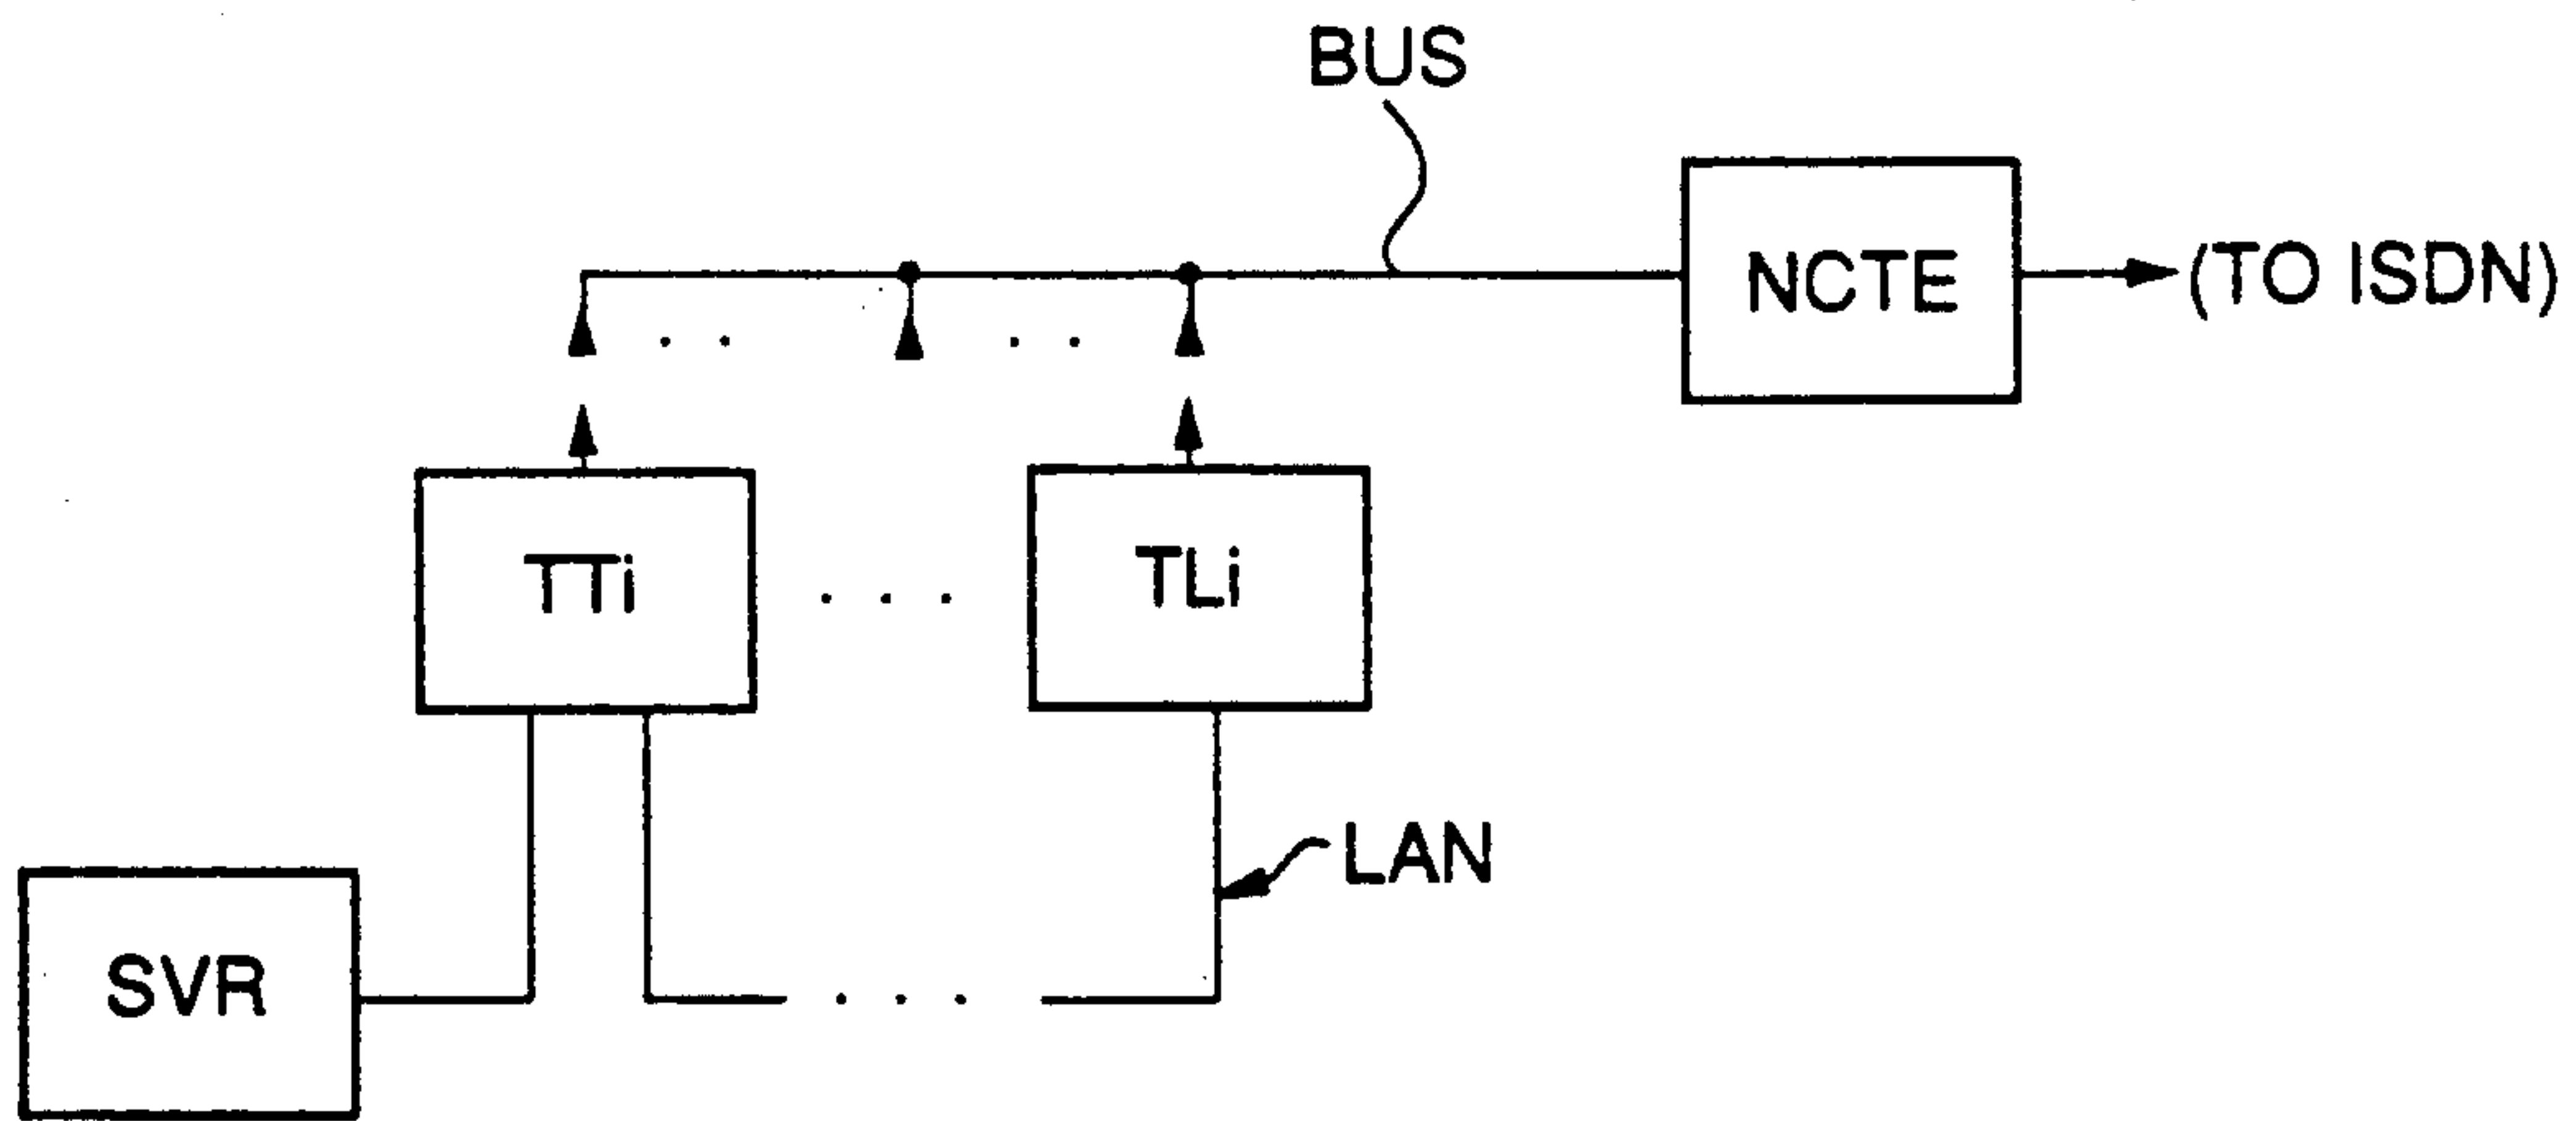 BUS
NCTE
(TO ISDN)
TTi
TLi
LAN
SVR